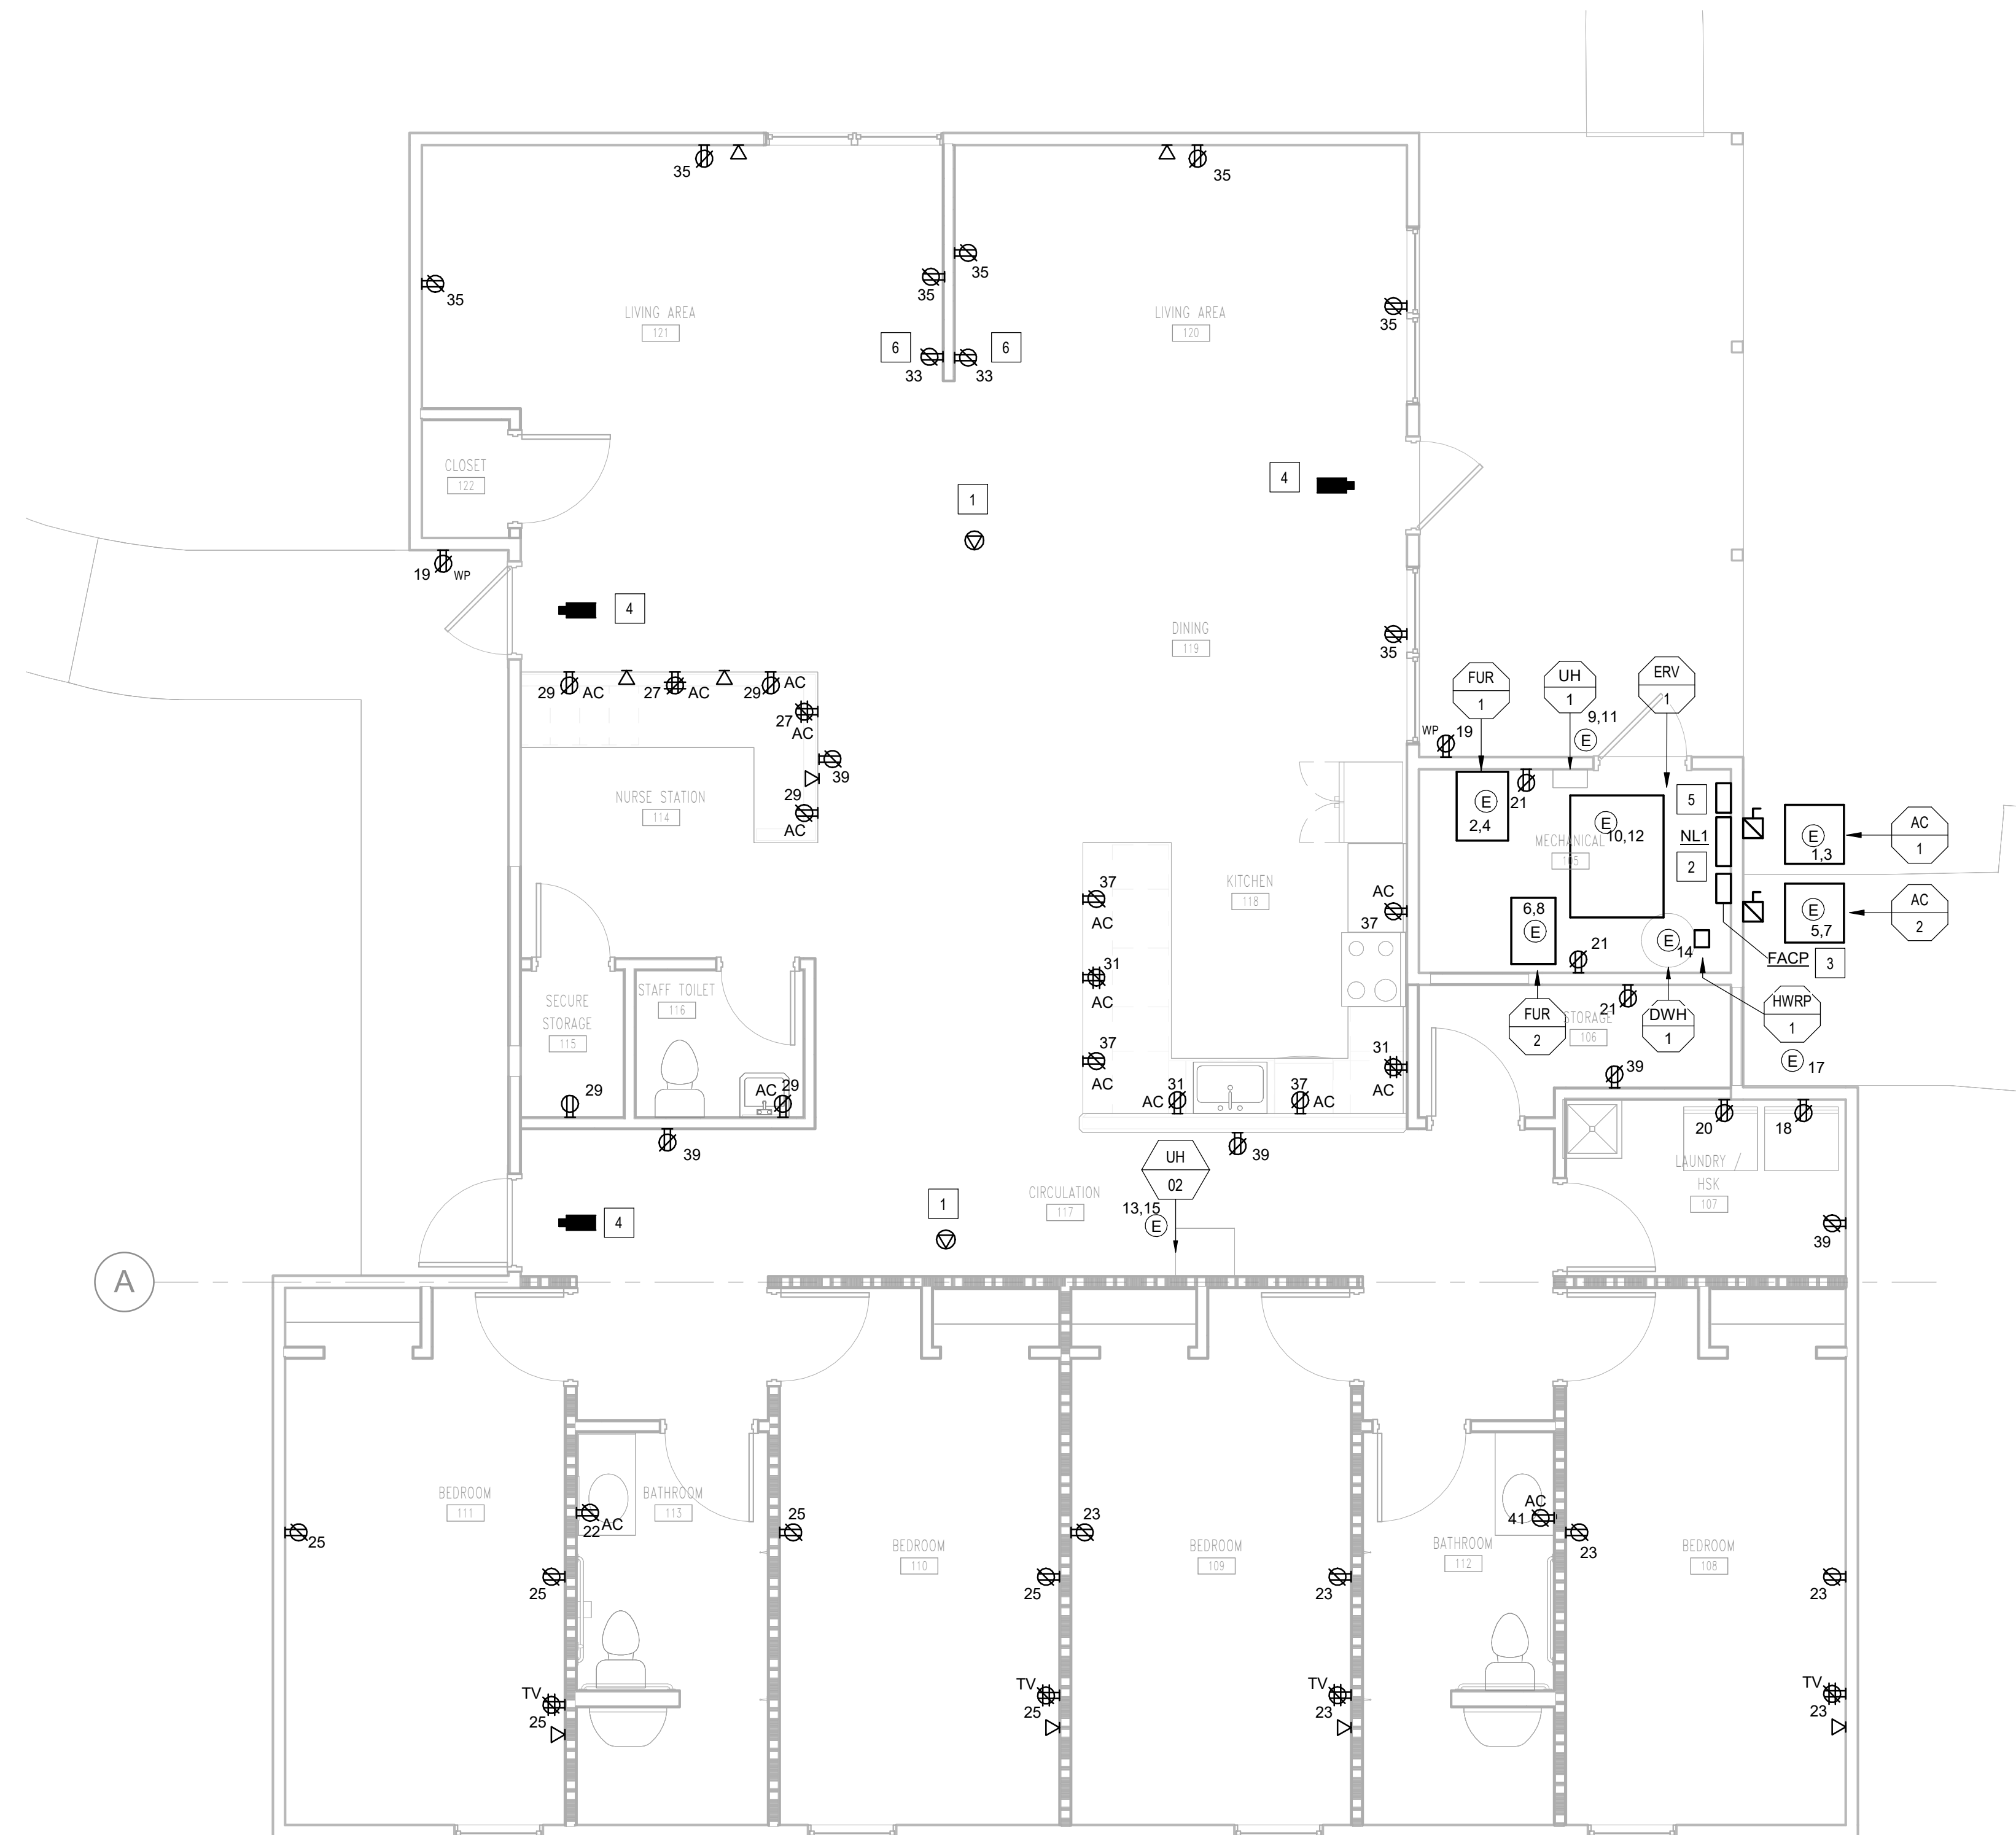 35
35
35
35
35
35
LIVING AREA
121
LIVING AREA
120
35
6
6
33
33
CLOSET
122
4
1
19
WP
4
DINING
119
35
29
AC
27
AC
29
AC
27
AC
39
NURSE STATION
114
29
AC
FUR
1
UH
1
ERV
1
9,11
E
WP
19
E
2,4
21
5
E
10,12
MECHANICAL
105
NL1
2
E
1,3
AC
1
KITCHEN
118
37
AC
AC
37
6,8
E
E
5,7
AC
2
21
E
14
FACP
3
31
AC
SECURE
STORAGE
115
STAFF TOILET
116
21
STORAGE
106
FUR
2
DWH
1
HWRP
1
E
17
37
AC
31
AC
29
AC
29
31
AC
37
AC
39
20
18
39
39
UH
02
LAUNDRY /
HSK
107
CIRCULATION
117
13,15
E
1
4
39
A
BEDROOM
111
BATHROOM
113
25
22
AC
25
BEDROOM
110
23
BEDROOM
109
AC
41
BATHROOM
112
23
BEDROOM
108
25
25
25
23
23
TV
25
TV
25
TV
23
TV
23